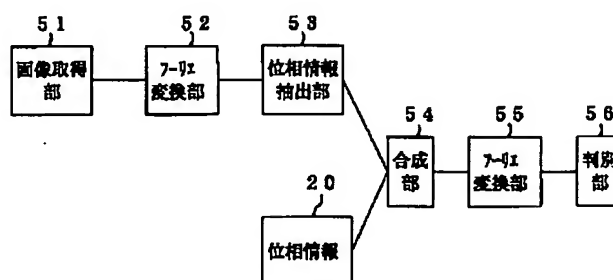 51
画像取得
部
52
フーリエ
変換部
53
位相情報
抽出部
54
合成
部
55
フーリエ
変換部
56
判別
部
20
位相情報